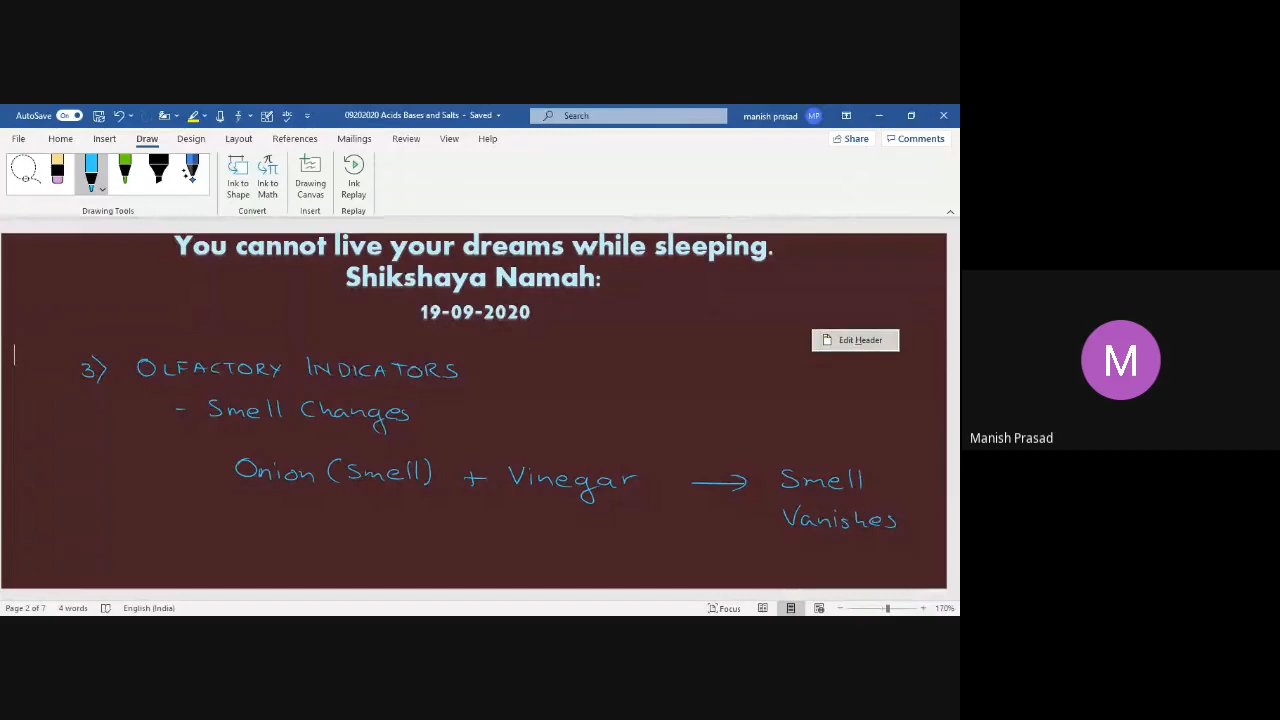 AutoSave On 09202020 Acids Bases and Salts - Saved Search manish prasad MP
File Home Insert Draw Design Layout References Mailings Review View Help Share Comments
Ink to Shape Ink to Math Drawing Canvas Ink Replay
Drawing Tools Convert Insert Replay
You cannot live your dreams while sleeping.
Shikshaya Namah:
19-09-2020
Edit Header
3) OLFACTORY INDICATORS
- Smell Changes
Onion (Smell) + Vinegar → Smell
Vanishes
Page 2 of 7 4 words English (India) Focus 170%
M
Manish Prasad